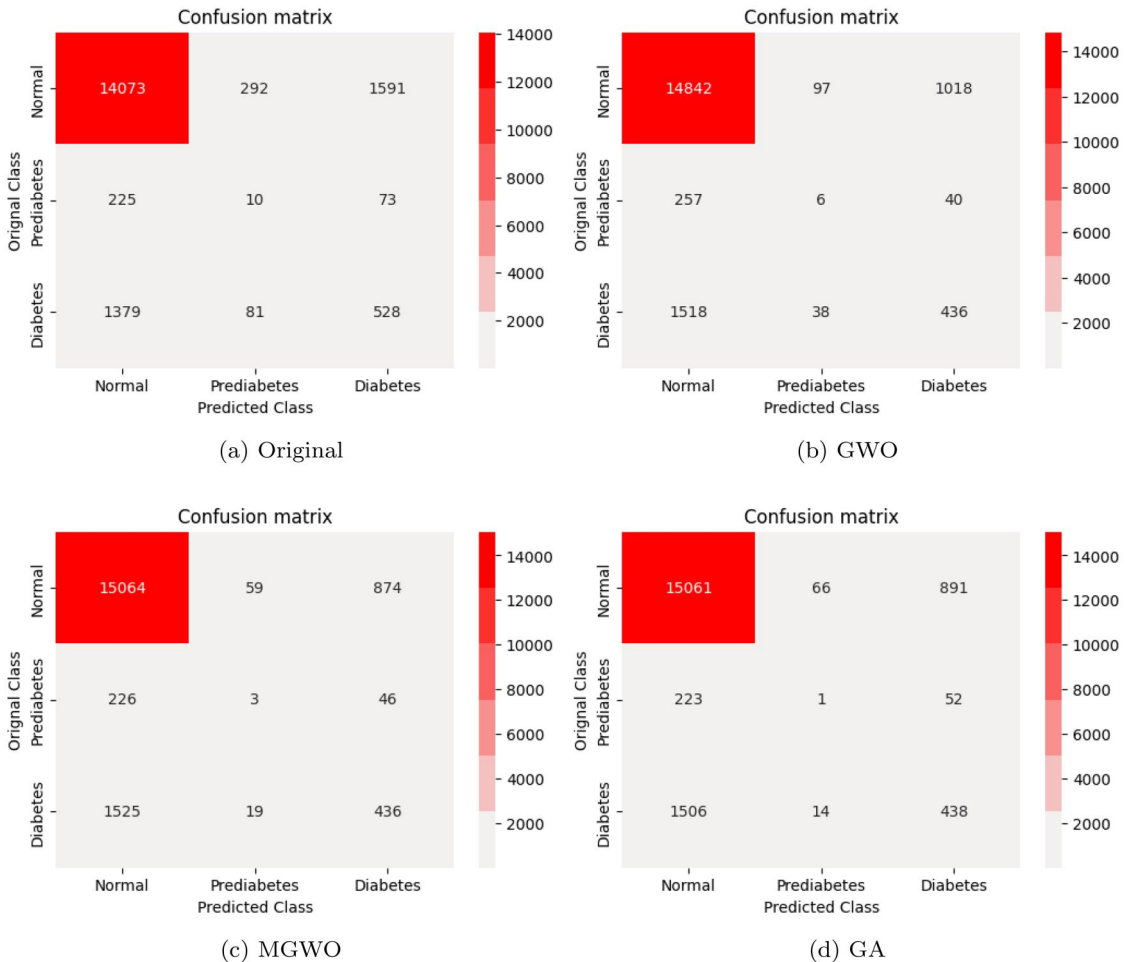 Confusion matrix
Normal
14073 292 1591
Prediabetes
225 10 73
Diabetes
1379 81 528
Orignal Class
Normal Prediabetes Diabetes
Predicted Class
14000
12000
10000
8000
6000
4000
2000
(a) Original
Confusion matrix
Normal
14842 97 1018
Prediabetes
257 6 40
Diabetes
1518 38 436
Orignal Class
Normal Prediabetes Diabetes
Predicted Class
14000
12000
10000
8000
6000
4000
2000
(b) GWO
Confusion matrix
Normal
15064 59 874
Prediabetes
226 3 46
Diabetes
1525 19 436
Orignal Class
Normal Prediabetes Diabetes
Predicted Class
14000
12000
10000
8000
6000
4000
2000
(c) MGWO
Confusion matrix
Normal
15061 66 891
Prediabetes
223 1 52
Diabetes
1506 14 438
Orignal Class
Normal Prediabetes Diabetes
Predicted Class
14000
12000
10000
8000
6000
4000
2000
(d) GA